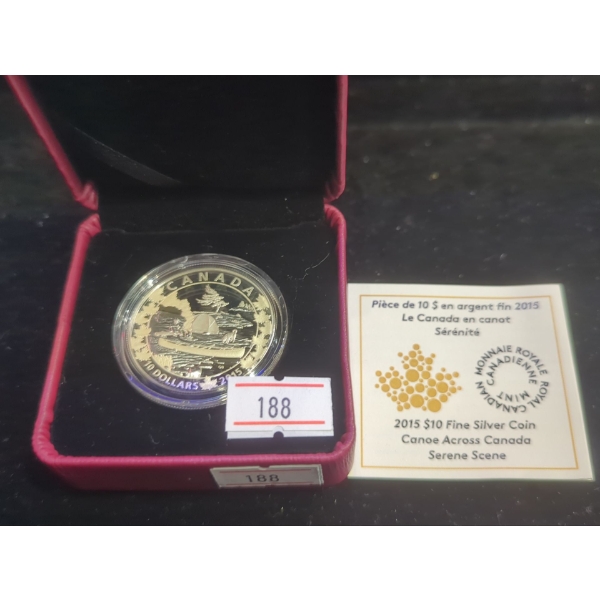 CANADA
10 DOLLARS 2015
188
188
Pièce de 10 $ en argent fin 2015
Le Canada en canot
Sérénité
MONNAIE ROYALE CANADIENNE
ROYAL CANADIAN MINT
2015 $10 Fine Silver Coin
Canoe Across Canada
Serene Scene